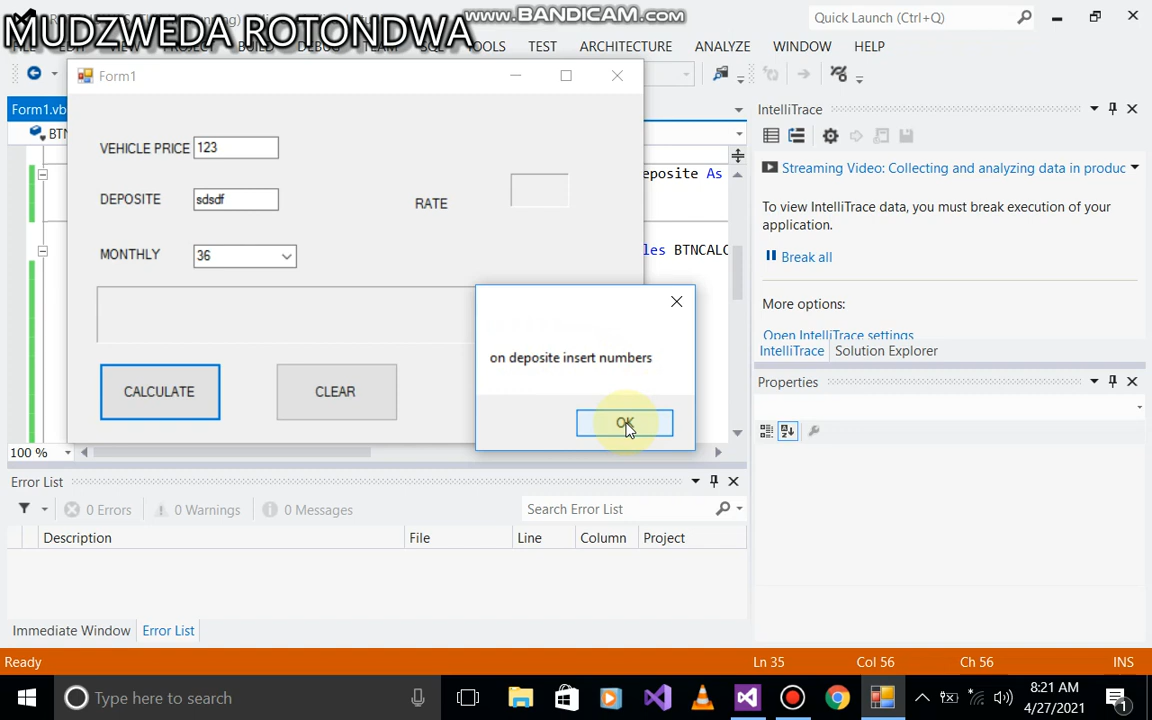 www.BANDICAM.com
MUDZWEDA ROTONDWA
Quick Launch (Ctrl+Q)
TOOLS TEST ARCHITECTURE ANALYZE WINDOW HELP
Form1
Form1.vb
BTN
VEHICLE PRICE 123
DEPOSITE sdsdf
RATE
MONTHLY 36
eposite As
les BTNCALC
on deposite insert numbers
OK
CALCULATE
CLEAR
100 %
IntelliTrace
Streaming Video: Collecting and analyzing data in produc
To view IntelliTrace data, you must break execution of your
application.
Break all
More options:
Open IntelliTrace settings
IntelliTrace Solution Explorer
Properties
Error List
0 Errors 0 Warnings 0 Messages
Search Error List
Description File Line Column Project
Immediate Window Error List
Ready Ln 35 Col 56 Ch 56 INS
Type here to search
8:21 AM
4/27/2021
1